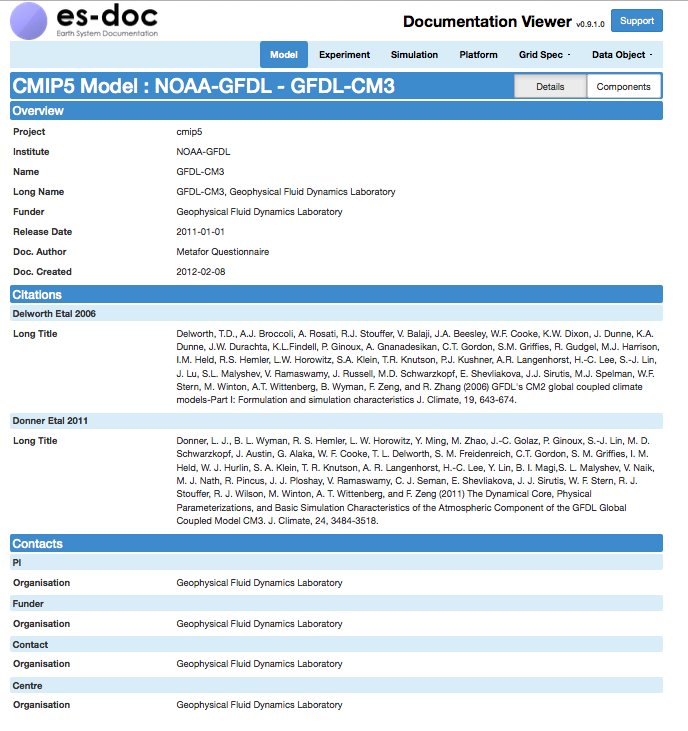 es-doc
Earth System Documentation
Documentation Viewer v0.9.1.0
Support
Model Experiment Simulation Platform Grid Spec Data Object
CMIP5 Model : NOAA-GFDL - GFDL-CM3
Details Components
Overview
Project cmip5
Institute NOAA-GFDL
Name GFDL-CM3
Long Name GFDL-CM3, Geophysical Fluid Dynamics Laboratory
Funder Geophysical Fluid Dynamics Laboratory
Release Date 2011-01-01
Doc. Author Metafor Questionnaire
Doc. Created 2012-02-08
Citations
Delworth Etal 2006
Long Title Delworth, T.D., A.J. Broccoli, A. Rosati, R.J. Stouffer, V. Balaji, J.A. Beesley, W.F. Cooke, K.W. Dixon, J. Dunne, K.A.
Dunne, J.W. Durachta, K.L.Findell, P. Ginoux, A. Gnanadesikan, C.T. Gordon, S.M. Griffies, R. Gudgel, M.J. Harrison,
I.M. Held, R.S. Hemler, L.W. Horowitz, S.A. Klein, T.R. Knutson, P.J. Kushner, A.R. Langenhorst, H.-C. Lee, S.-J. Lin,
J. Lu, S.L. Malyshev, V. Ramaswamy, J. Russell, M.D. Schwarzkopf, E. Shevliakova, J.J. Sirutis, M.J. Spelman, W.F.
Stern, M. Winton, A.T. Wittenberg, B. Wyman, F. Zeng, and R. Zhang (2006) GFDL's CM2 global coupled climate
models-Part I: Formulation and simulation characteristics J. Climate, 19, 643-674.
Donner Etal 2011
Long Title Donner, L. J., B. L. Wyman, R. S. Hemler, L. W. Horowitz, Y. Ming, M. Zhao, J.-C. Golaz, P. Ginoux, S.-J. Lin, M. D.
Schwarzkopf, J. Austin, G. Alaka, W. F. Cooke, T. L. Delworth, S. M. Freidenreich, C.T. Gordon, S. M. Griffies, I. M.
Held, W. J. Hurlin, S. A. Klein, T. R. Knutson, A. R. Langenhorst, H.-C. Lee, Y. Lin, B. I. Magi,S. L. Malyshev, V. Naik,
M. J. Nath, R. Pincus, J. J. Ploshay, V. Ramaswamy, C. J. Seman, E. Shevliakova, J. J. Sirutis, W. F. Stern, R. J.
Stouffer, R. J. Wilson, M. Winton, A. T. Wittenberg, and F. Zeng (2011) The Dynamical Core, Physical
Parameterizations, and Basic Simulation Characteristics of the Atmospheric Component of the GFDL Global
Coupled Model CM3. J. Climate, 24, 3484-3518.
Contacts
PI
Organisation Geophysical Fluid Dynamics Laboratory
Funder
Organisation Geophysical Fluid Dynamics Laboratory
Contact
Organisation Geophysical Fluid Dynamics Laboratory
Centre
Organisation Geophysical Fluid Dynamics Laboratory